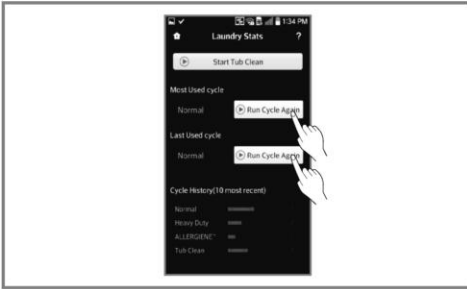 1:34 PM
Laundry Stats ?
Start Tub Clean
Most Used cycle
Normal Run Cycle Again
Last Used cycle
Normal Run Cycle Again
Cycle History(10 most recent)
Normal
Heavy Duty
ALLERGIENE™
Tub Clean